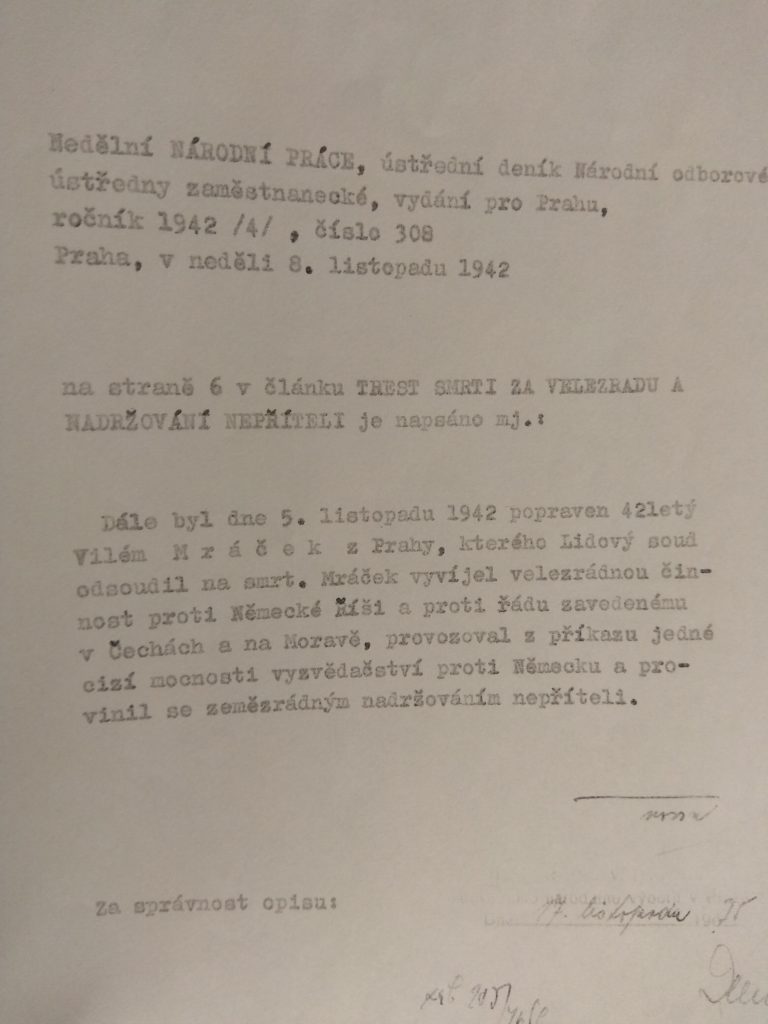 Nedělní NÁRODNÍ PRÁCE, ústřední deník Národní odborové
ústředny zaměstnanecké, vydání pro Prahu,
ročník 1942 /4/ , číslo 308
Praha, v neděli 8. listopadu 1942
na straně 6 v článku TREST SMRTI ZA VELEZRADU A
NADRŽOVÁNÍ NEPŘÍTELI je napsáno mj.:
Dále byl dne 5. listopadu 1942 popraven 42letý
Vilém M r á č e k z Prahy, kterého Lidový soud
odsoudil na smrt. Mráček vyvíjel velezrádnou čin-
nost proti Německé Říši a proti řádu zavedenému
v Čechách a na Moravě, provozoval z příkazu jedné
cizí mocnosti vyzvědačství proti Německu a pro-
vinil se zemězrádným nadržováním nepříteli.
Za správnost opisu:
17. listopadu